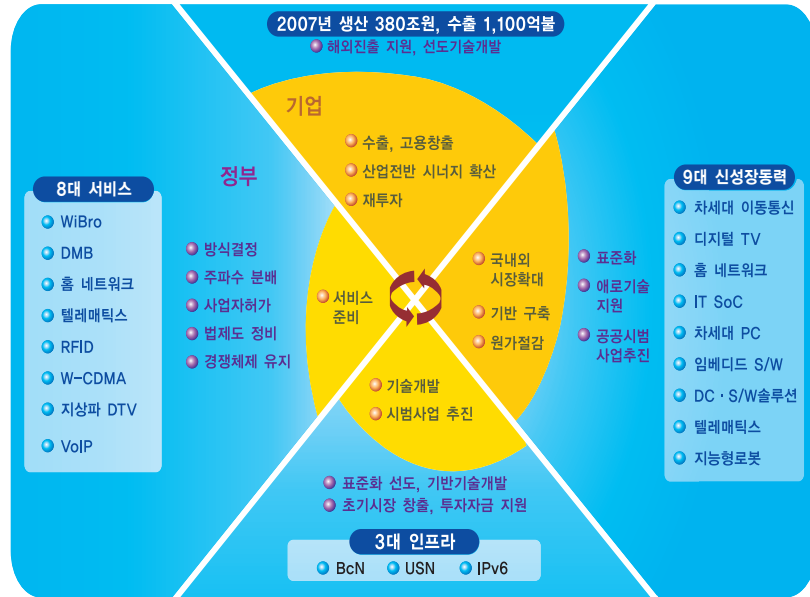 2007년 생산 380조원, 수출 1,100억불
해외진출 지원, 선도기술개발
기업
수출, 고용창출
산업전반 시너지 확산
재투자
정부
방식결정
주파수 분배
사업자허가
법제도 정비
경쟁체제 유지
서비스
준비
국내외
시장확대
기반 구축
원가절감
표준화
애로기술
지원
공공시범
사업추진
기술개발
시범사업 추진
표준화 선도, 기반기술개발
초기시장 창출, 투자자금 지원
8대 서비스
WiBro
DMB
홈 네트워크
텔레매틱스
RFID
W-CDMA
지상파 DTV
VoIP
9대 신성장동력
차세대 이동통신
디지털 TV
홈 네트워크
IT SoC
차세대 PC
임베디드 S/W
DC · S/W솔루션
텔레매틱스
지능형로봇
3대 인프라
BcN USN IPv6